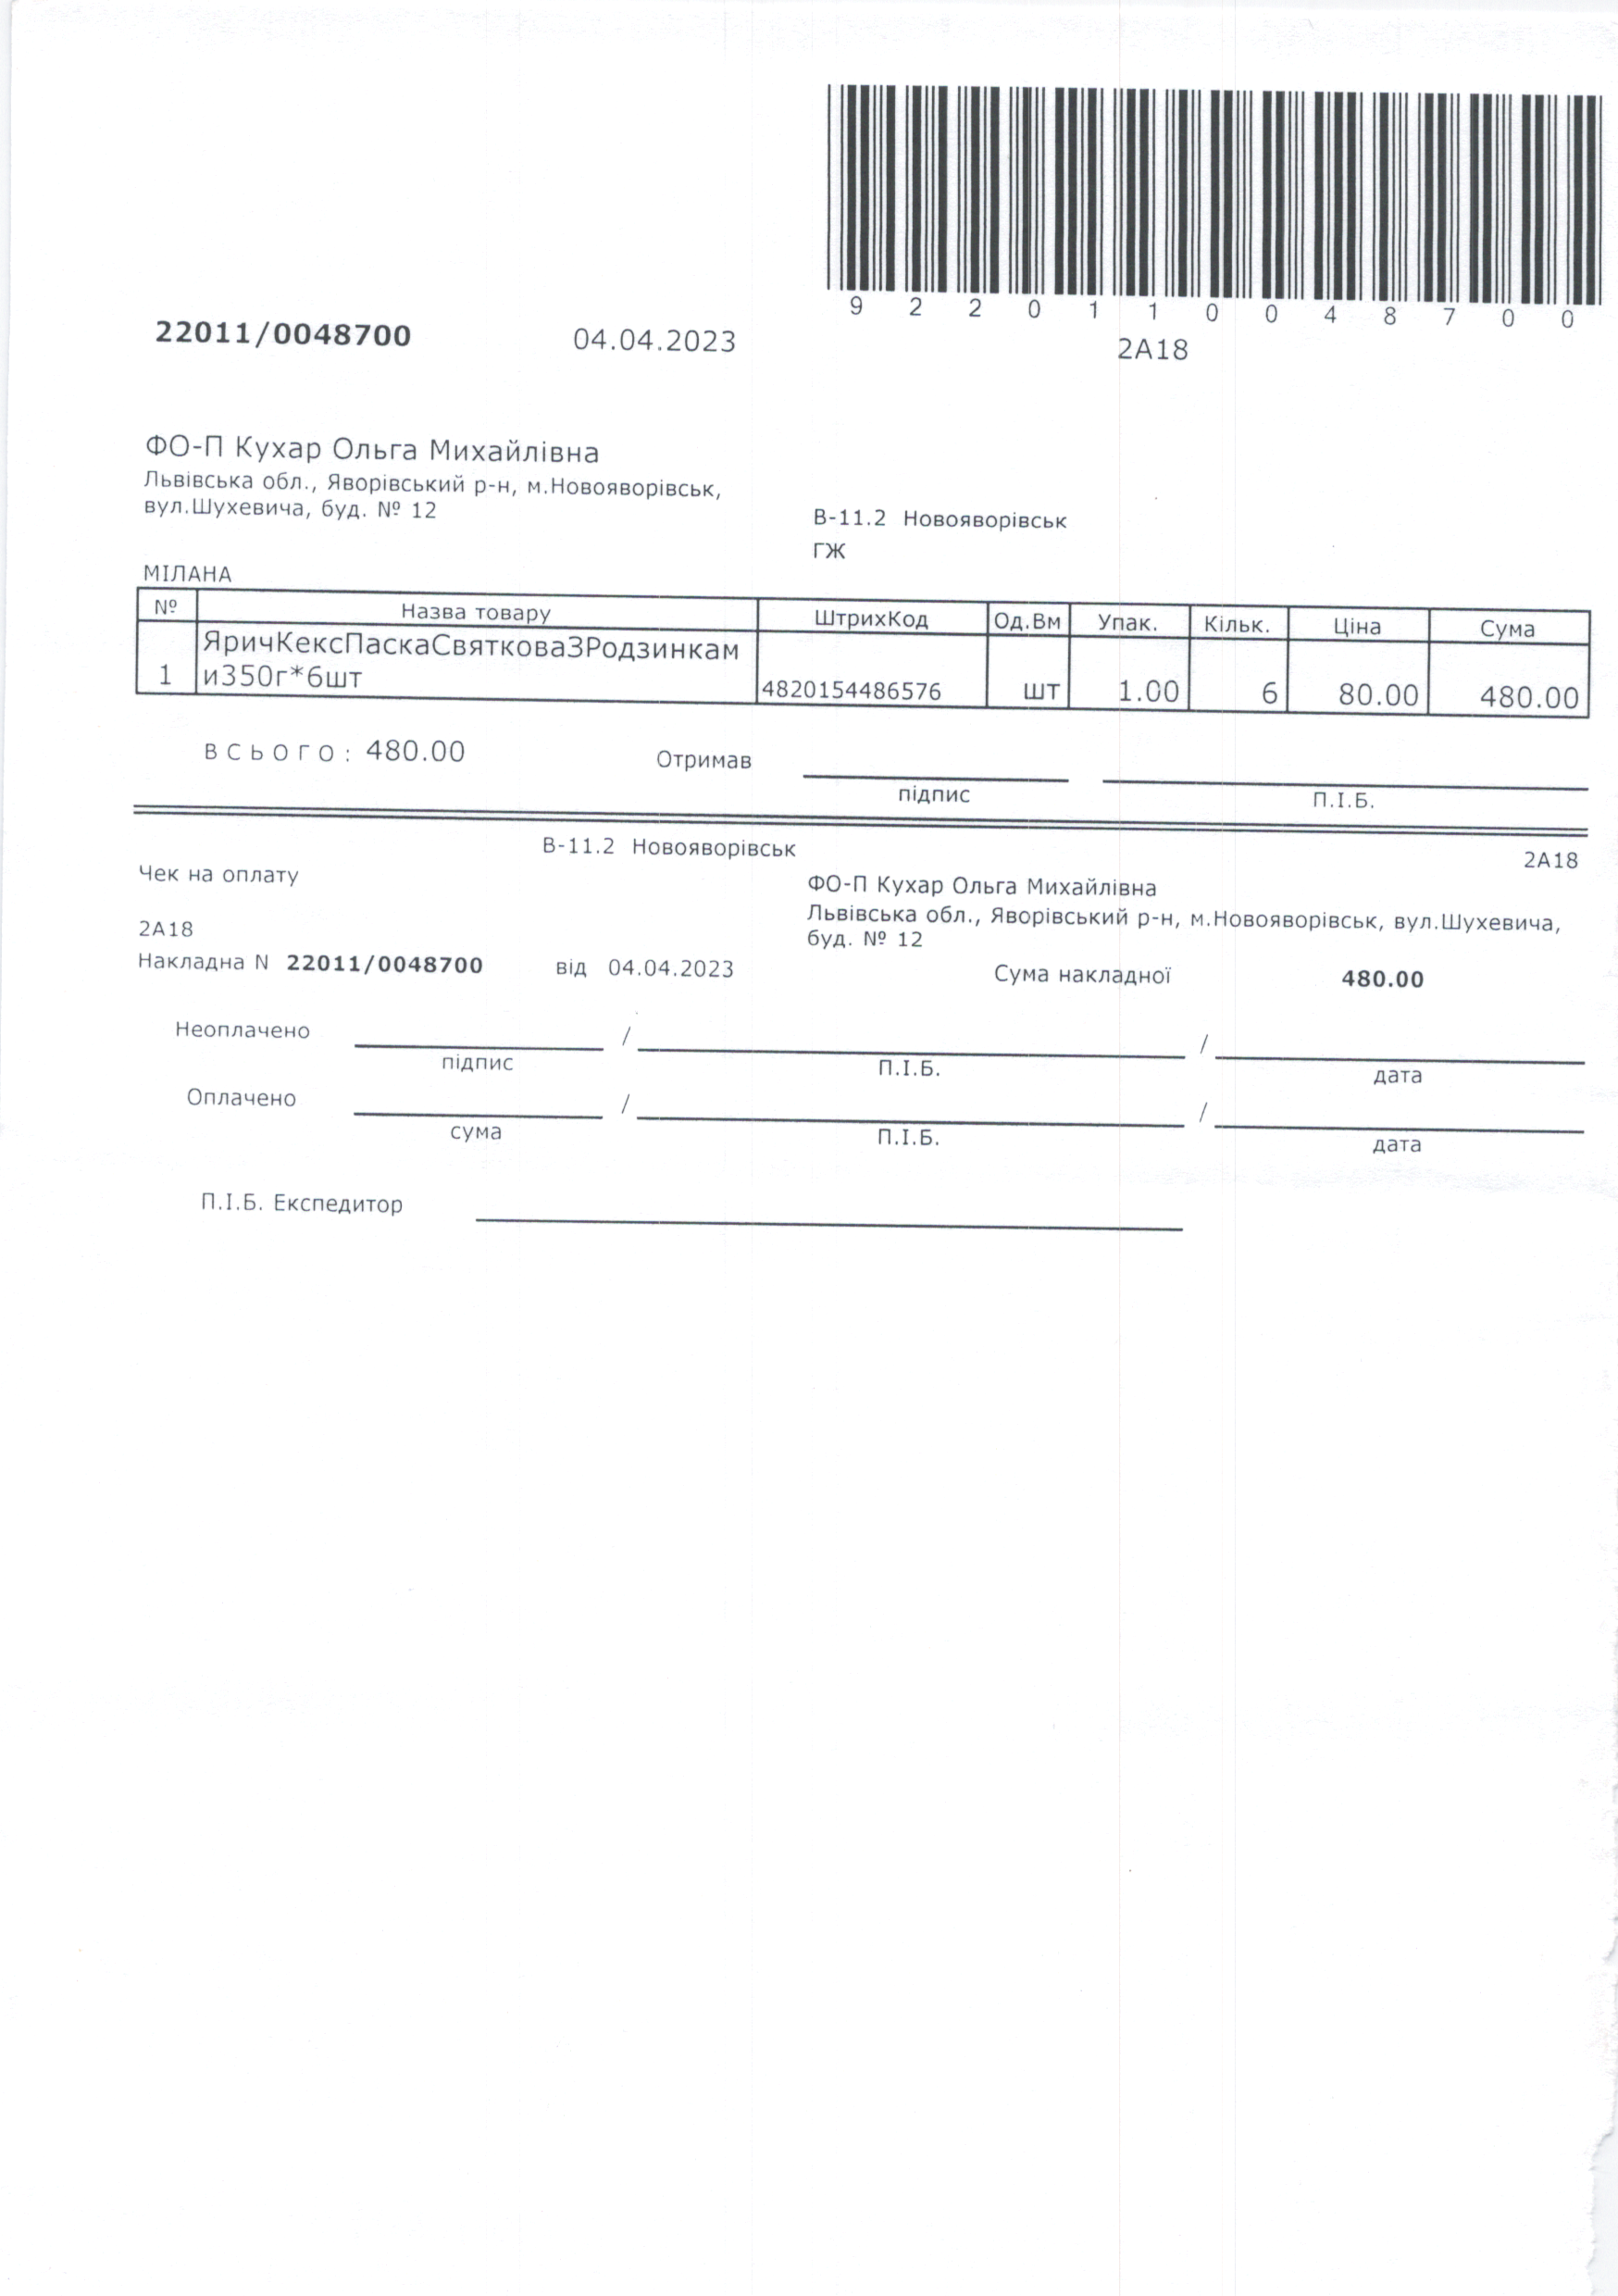 9 2 2 0 1 1 0 0 4 8 7 0 0
22011/0048700 04.04.2023 2А18
ФО-П Кухар Ольга Михайлівна
Львівська обл., Яворівський р-н, м.Новояворівськ,
вул.Шухевича, буд. № 12
В-11.2 Новояворівськ
ГЖ
МІЛАНА
№ Назва товару ШтрихКод Од.Вм Упак. Кільк. Ціна Сума
ЯричКексПаскаСвятковаЗРодзинкам
1 и350г*6шт 4820154486576 шт 1.00 6 80.00 480.00
всього: 480.00 Отримав
підпис П.І.Б.
В-11.2 Новояворівськ 2А18
Чек на оплату
ФО-П Кухар Ольга Михайлівна
Львівська обл., Яворівський р-н, м.Новояворівськ, вул.Шухевича,
буд. № 12
2А18
Накладна N 22011/0048700 від 04.04.2023 Сума накладної 480.00
Неоплачено / /
підпис П.І.Б. дата
Оплачено / /
сума П.І.Б. дата
П.І.Б. Експедитор